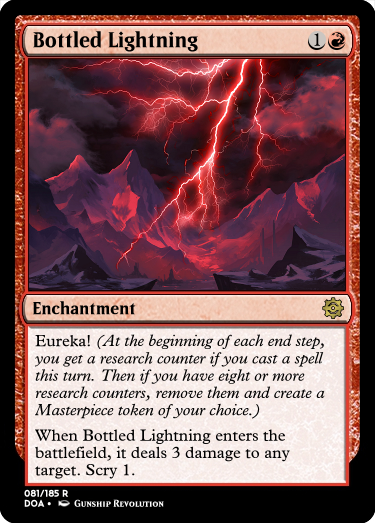 Bottled Lightning 1
Enchantment
Eureka! (At the beginning of each end step,
you get a research counter if you cast a spell
this turn. Then if you have eight or more
research counters, remove them and create a
Masterpiece token of your choice.)
When Bottled Lightning enters the
battlefield, it deals 3 damage to any
target. Scry 1.
081/185 R
DOA • Gunship Revolution